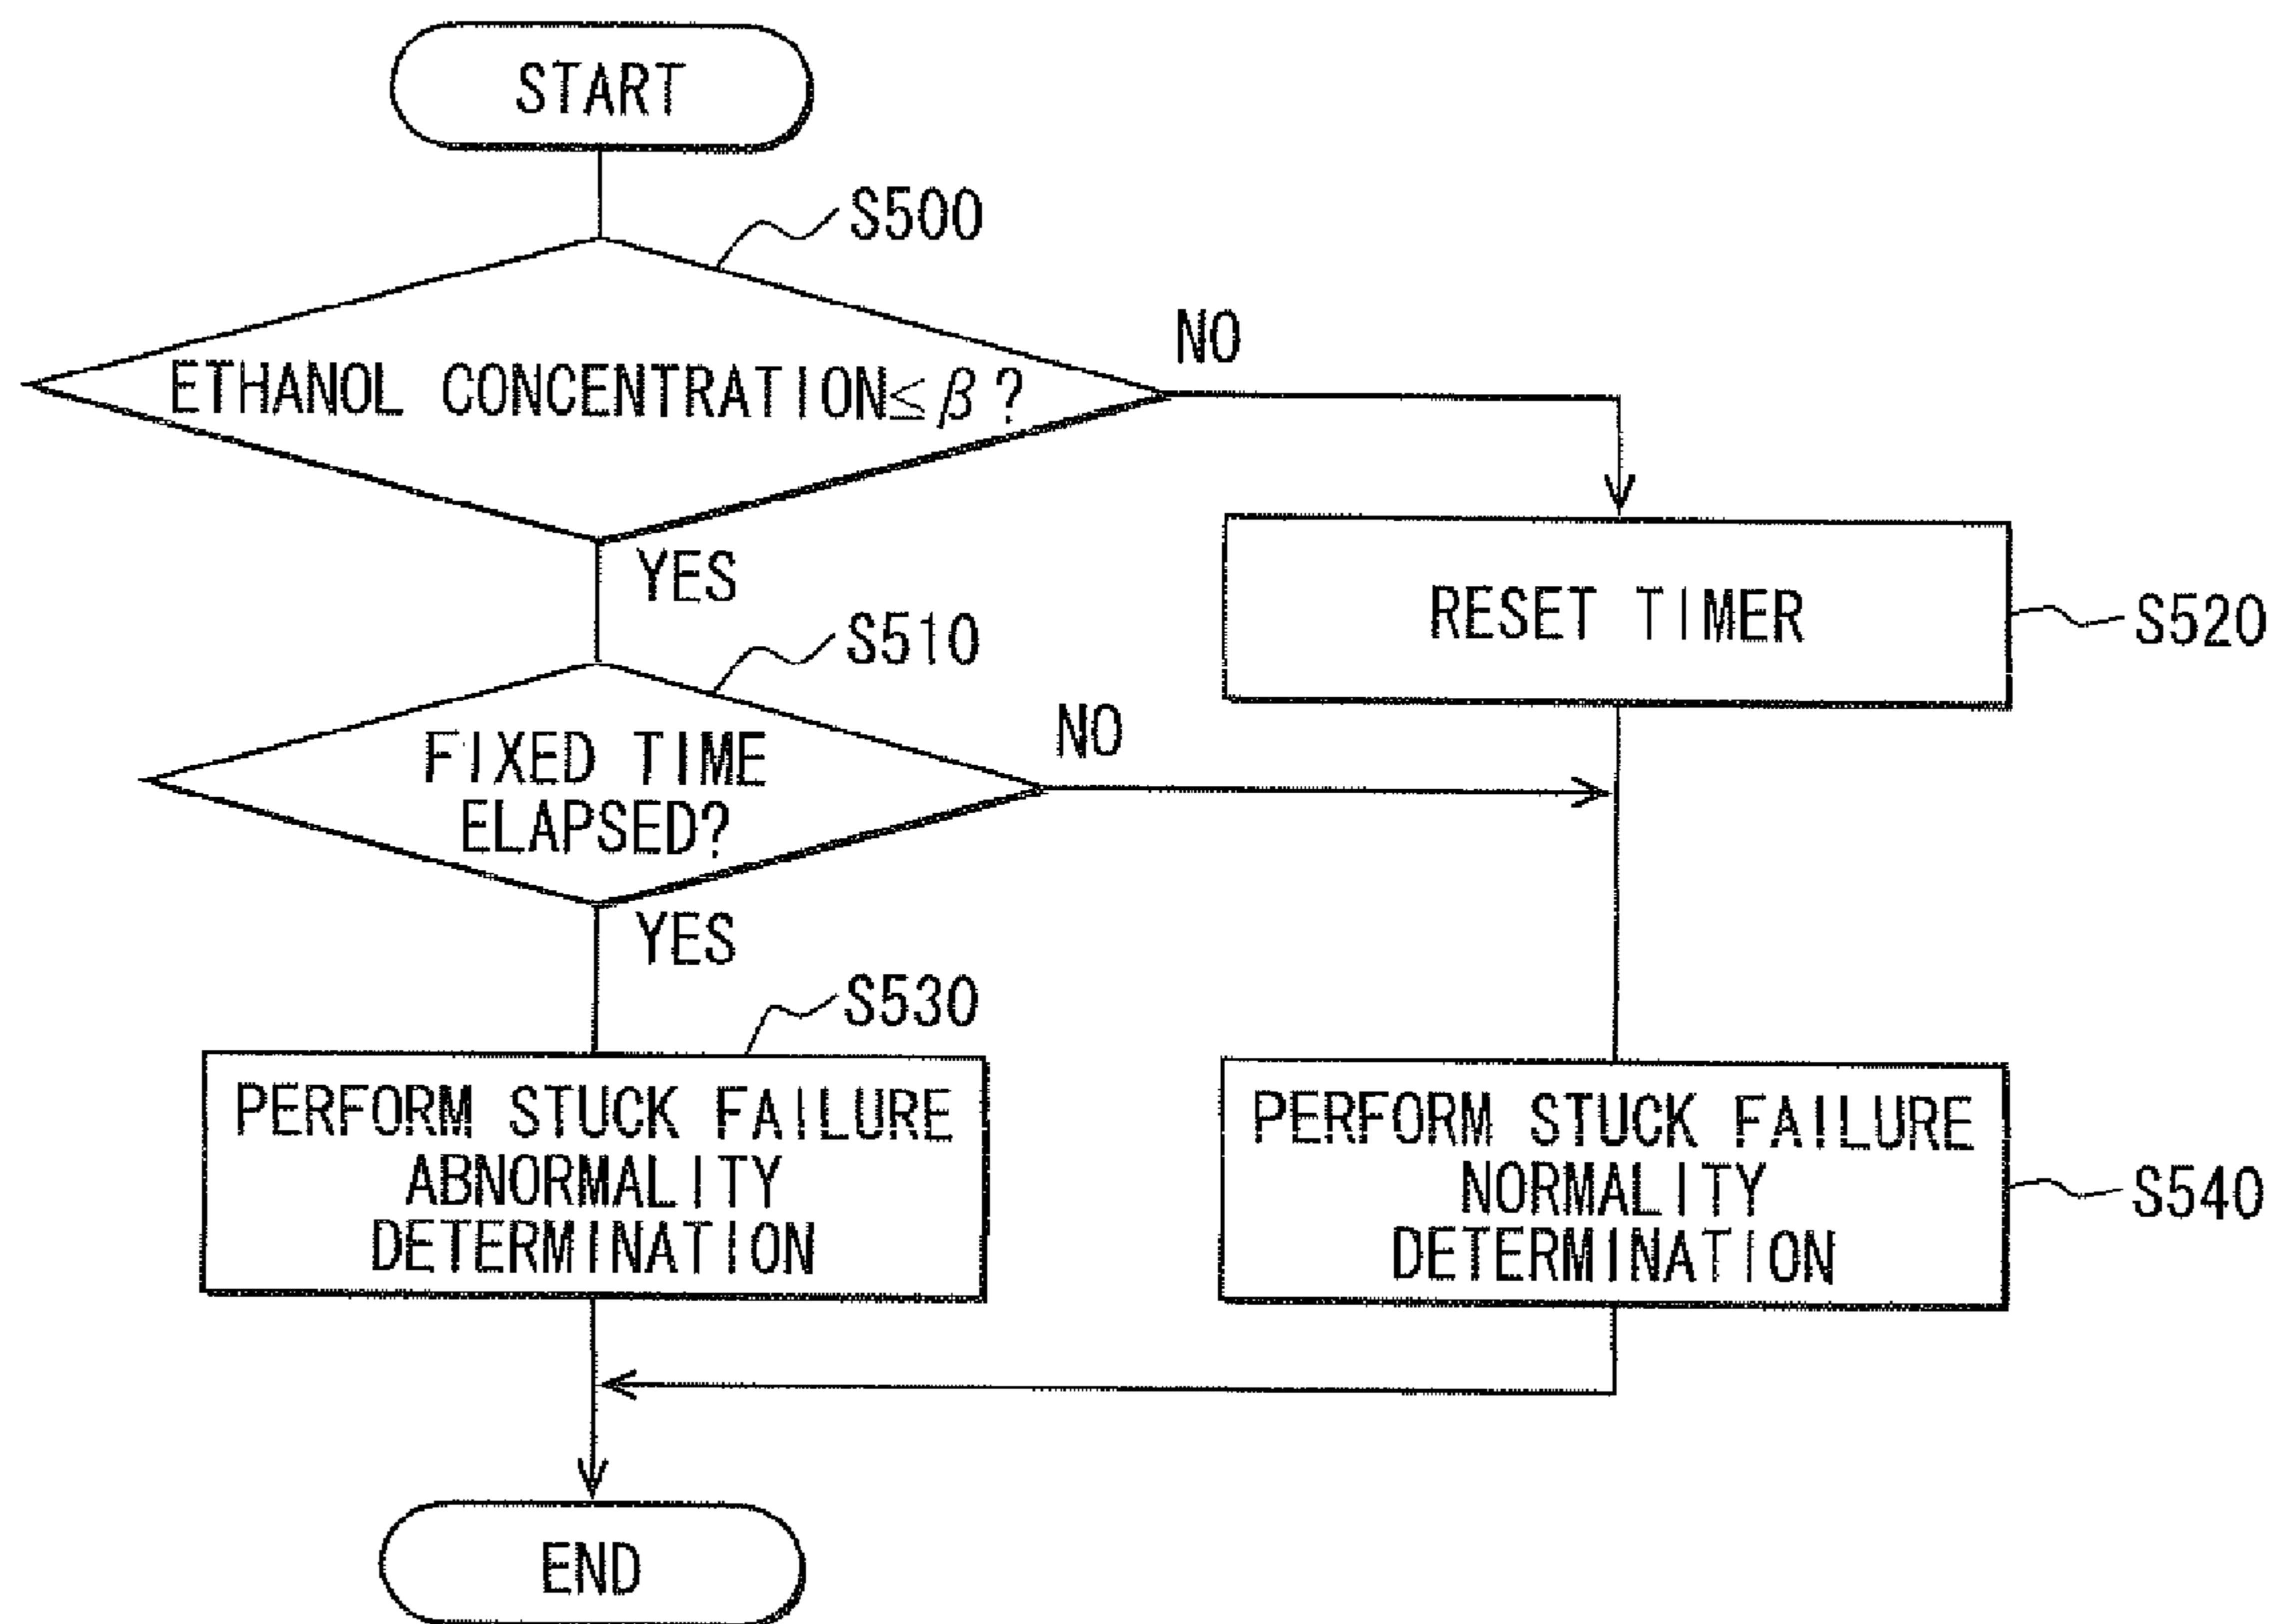 START
S500
NO
ETHANOL CONCENTRATION≦β?
YES
RESET TIMER
S520
S510
NO
FIXED TIME
ELAPSED?
YES
S530
PERFORM STUCK FAILURE
ABNORMALITY
DETERMINATION
PERFORM STUCK FAILURE
NORMALITY
DETERMINATION
S540
END